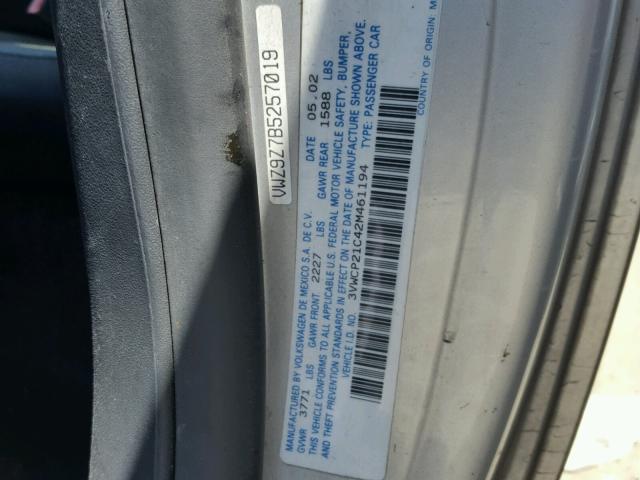 VWZ9Z7B5257019
MANUFACTURED BY VOLKSWAGEN DE MEXICO S.A. DE C.V. DATE 05.02
GVWR 3771 LBS GAWR FRONT 2227 LBS GAWR REAR 1588 LBS
THIS VEHICLE CONFORMS TO ALL APPLICABLE U.S. FEDERAL MOTOR VEHICLE SAFETY, BUMPER,
AND THEFT PREVENTION STANDARDS IN EFFECT ON THE DATE OF MANUFACTURE SHOWN ABOVE.
VEHICLE I.D. NO. 3VWCP21C42M461194 TYPE: PASSENGER CAR
COUNTRY OF ORIGIN: M